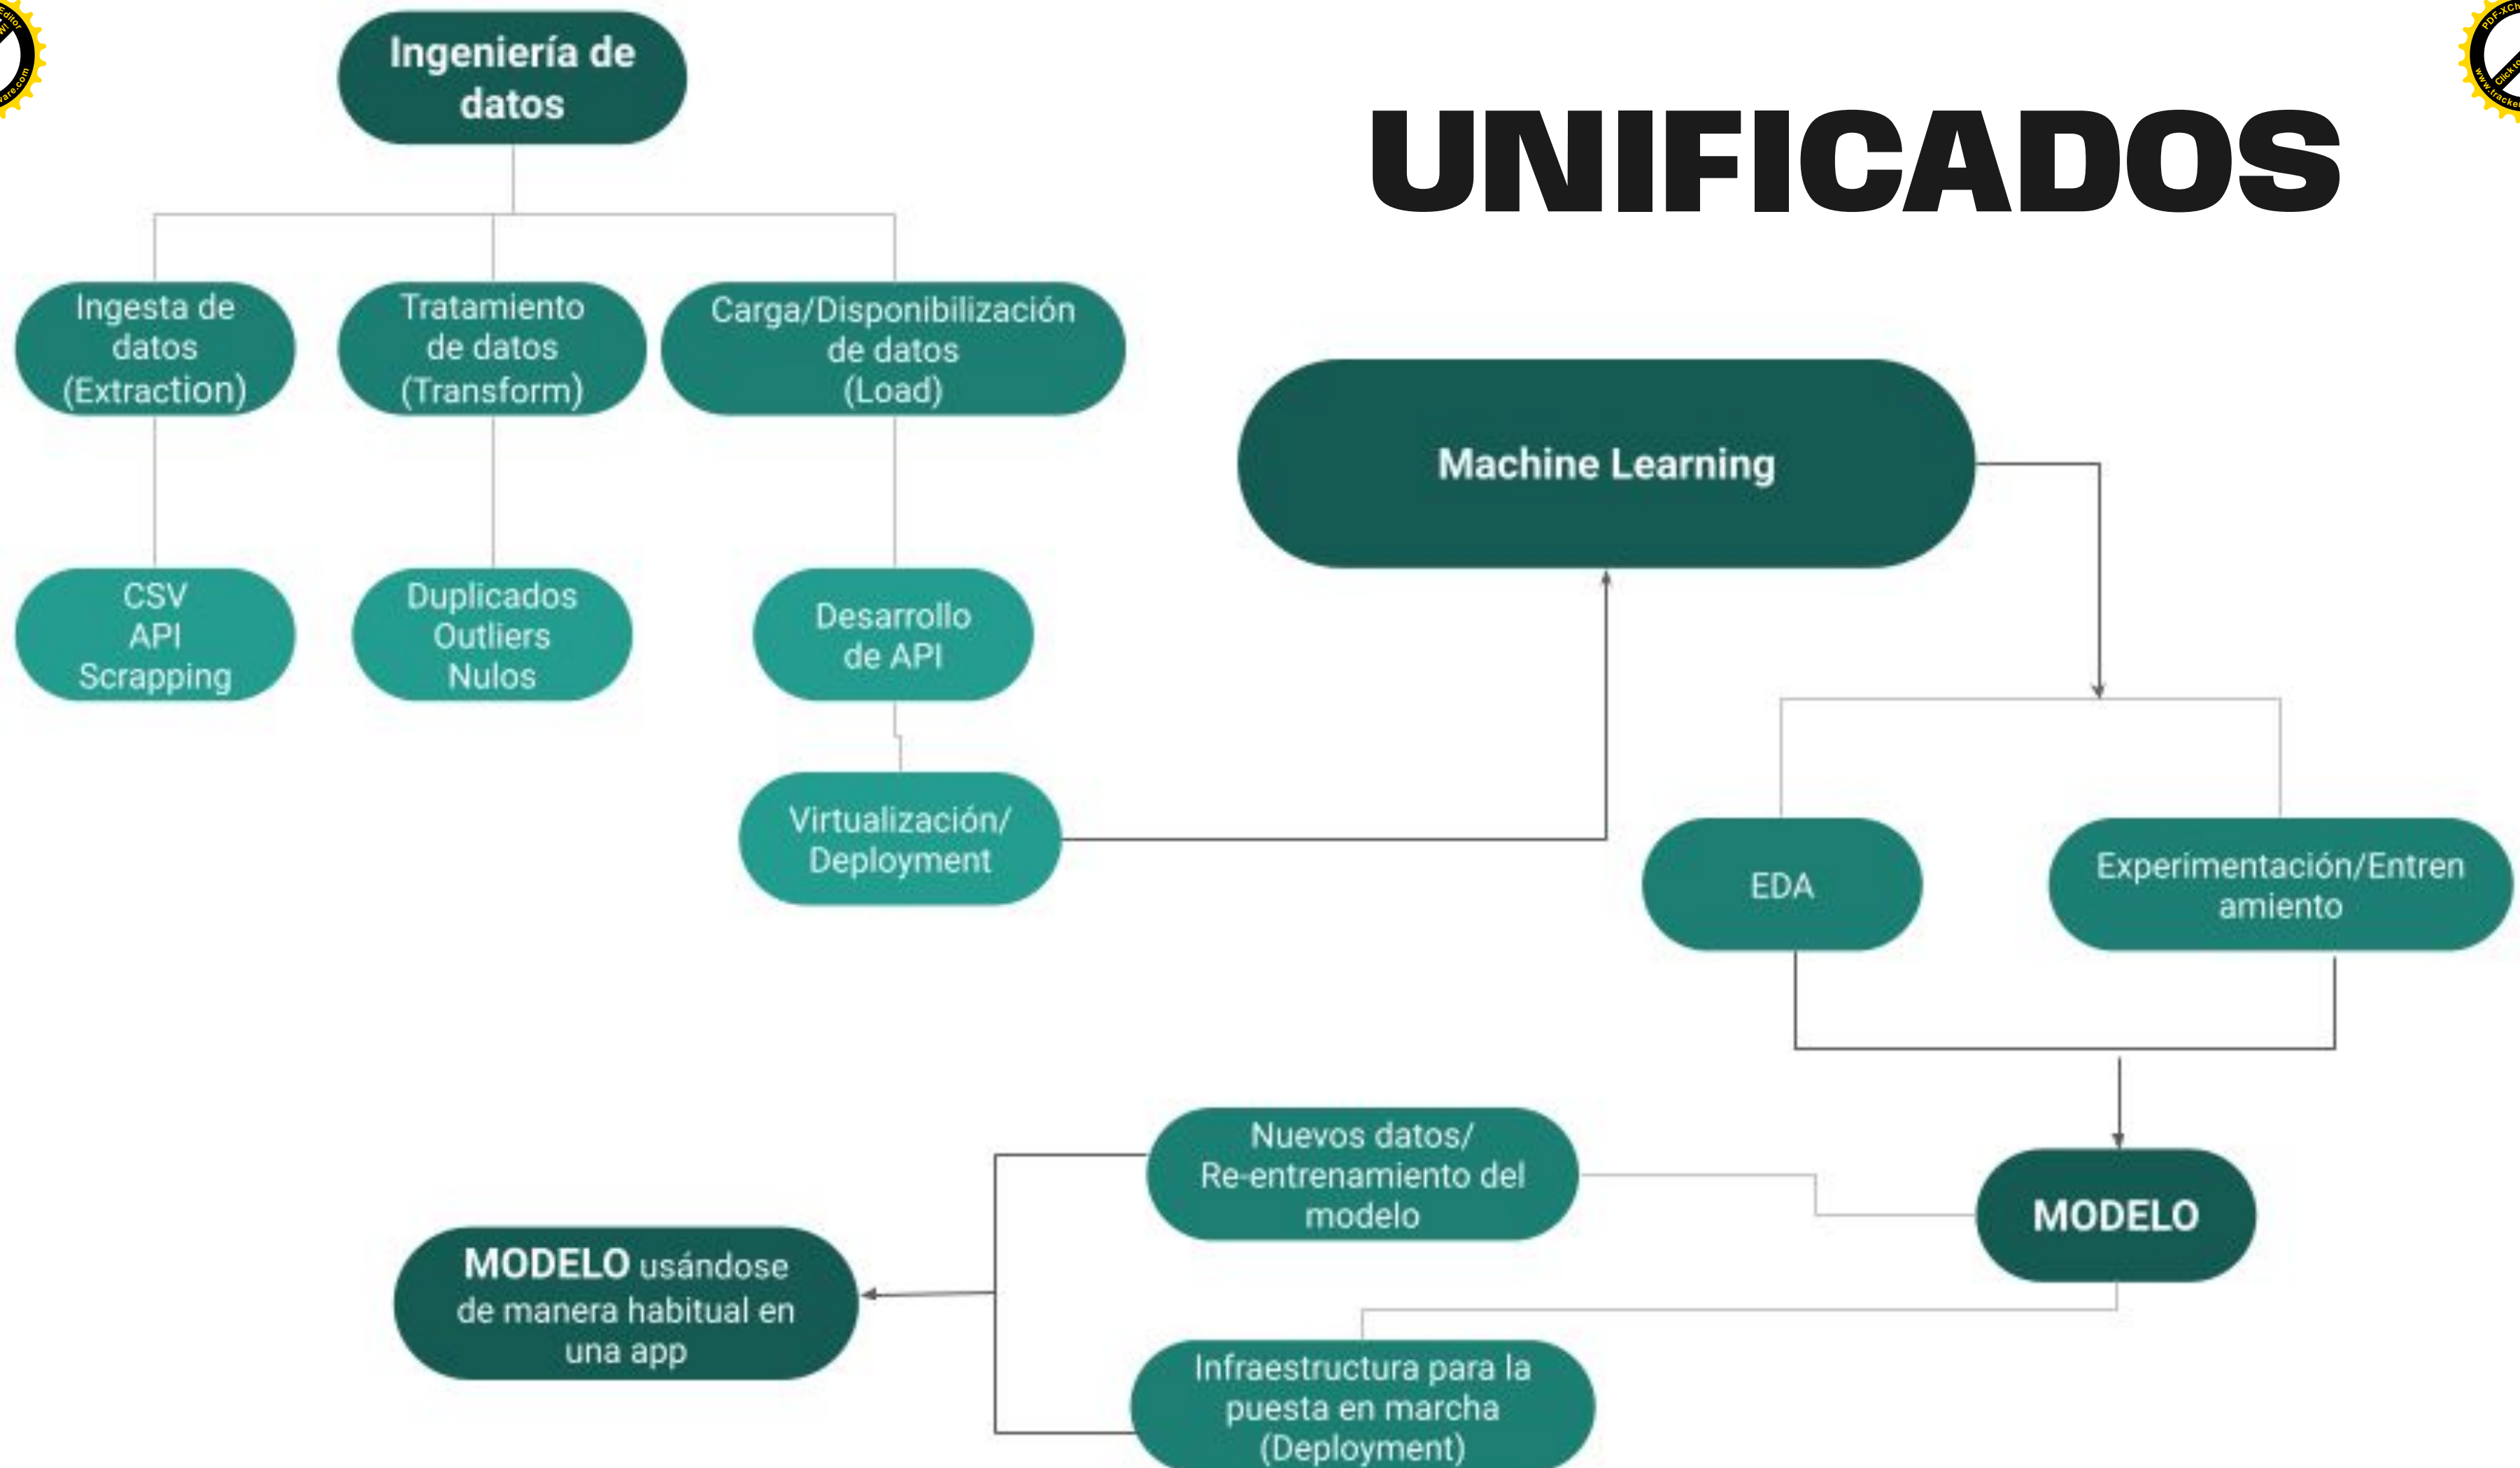 UNIFICADOS
Ingeniería de
datos
Ingesta de
datos
(Extraction)
Tratamiento
de datos
(Transform)
Carga/Disponibilización
de datos
(Load)
CSV
API
Scrapping
Duplicados
Outliers
Nulos
Desarrollo
de API
Virtualización/
Deployment
Machine Learning
EDA
Experimentación/Entren
amiento
MODELO
Nuevos datos/
Re-entrenamiento del
modelo
Infraestructura para la
puesta en marcha
(Deployment)
MODELO usándose
de manera habitual en
una app